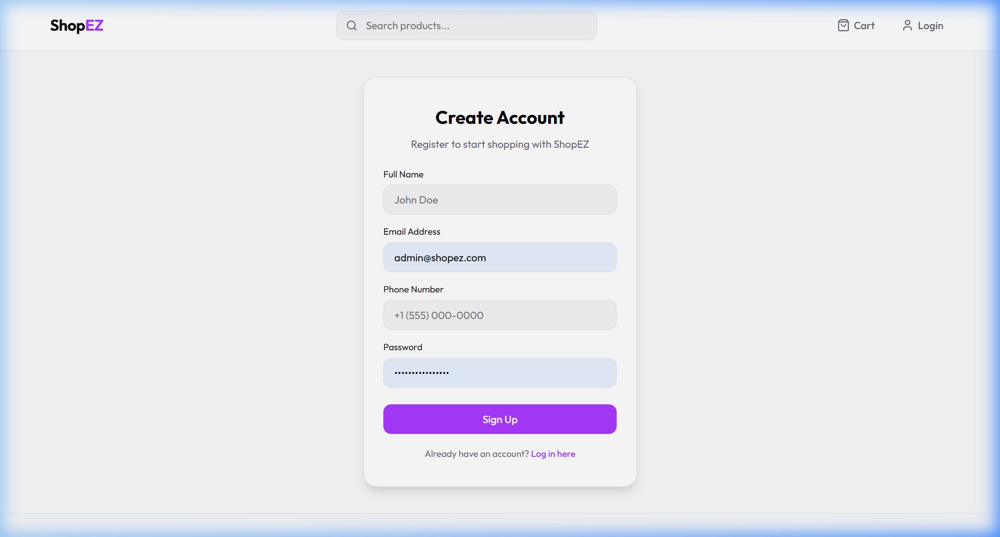 ShopEZ
Search products...
Cart
Login
Create Account
Register to start shopping with ShopEZ
Full Name
John Doe
Email Address
admin@shopez.com
Phone Number
+1 (555) 000-0000
Password
••••••••••••••••
Sign Up
Already have an account? Log in here